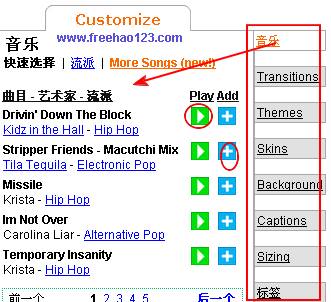 Customize
www.freehao123.com
音乐
快速选择 | 流派 | More Songs (new!)
曲目 - 艺术家 - 流派 Play Add
Drivin' Down The Block
Kidz in the Hall - Hip Hop
Stripper Friends - Macutchi Mix
Tila Tequila - Electronic Pop
Missile
Krista - Hip Hop
Im Not Over
Carolina Liar - Alternative Pop
Temporary Insanity
Krista - Hip Hop
前一个 1 2 3 4 5 后一个
音乐
Transitions
Themes
Skins
Background
Captions
Sizing
标签